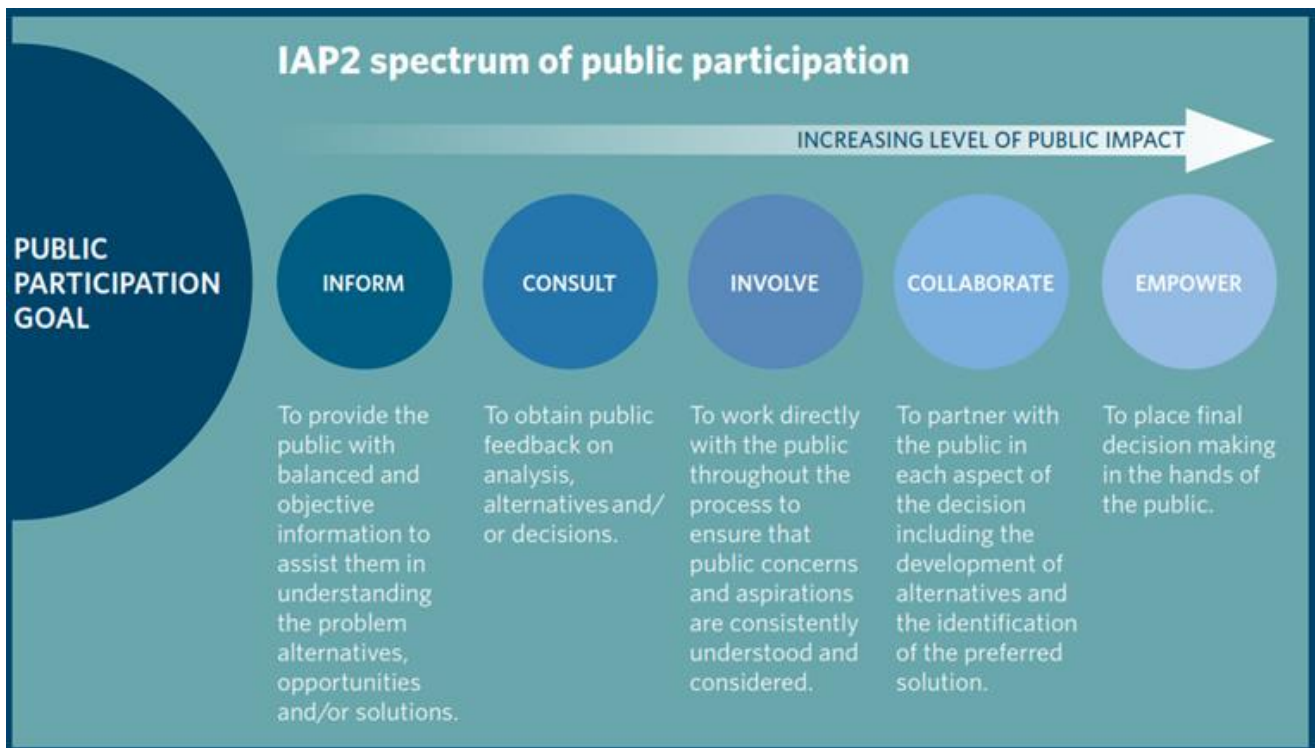 IAP2 spectrum of public participation
INCREASING LEVEL OF PUBLIC IMPACT
PUBLIC
PARTICIPATION
GOAL
INFORM
CONSULT
INVOLVE
COLLABORATE
EMPOWER
To provide the
public with
balanced and
objective
information to
assist them in
understanding
the problem
alternatives,
opportunities
and/or solutions.
To obtain public
feedback on
analysis,
alternatives and/
or decisions.
To work directly
with the public
throughout the
process to
ensure that
public concerns
and aspirations
are consistently
understood and
considered.
To partner with
the public in
each aspect of
the decision
including the
development of
alternatives and
the identification
of the preferred
solution.
To place final
decision making
in the hands of
the public.